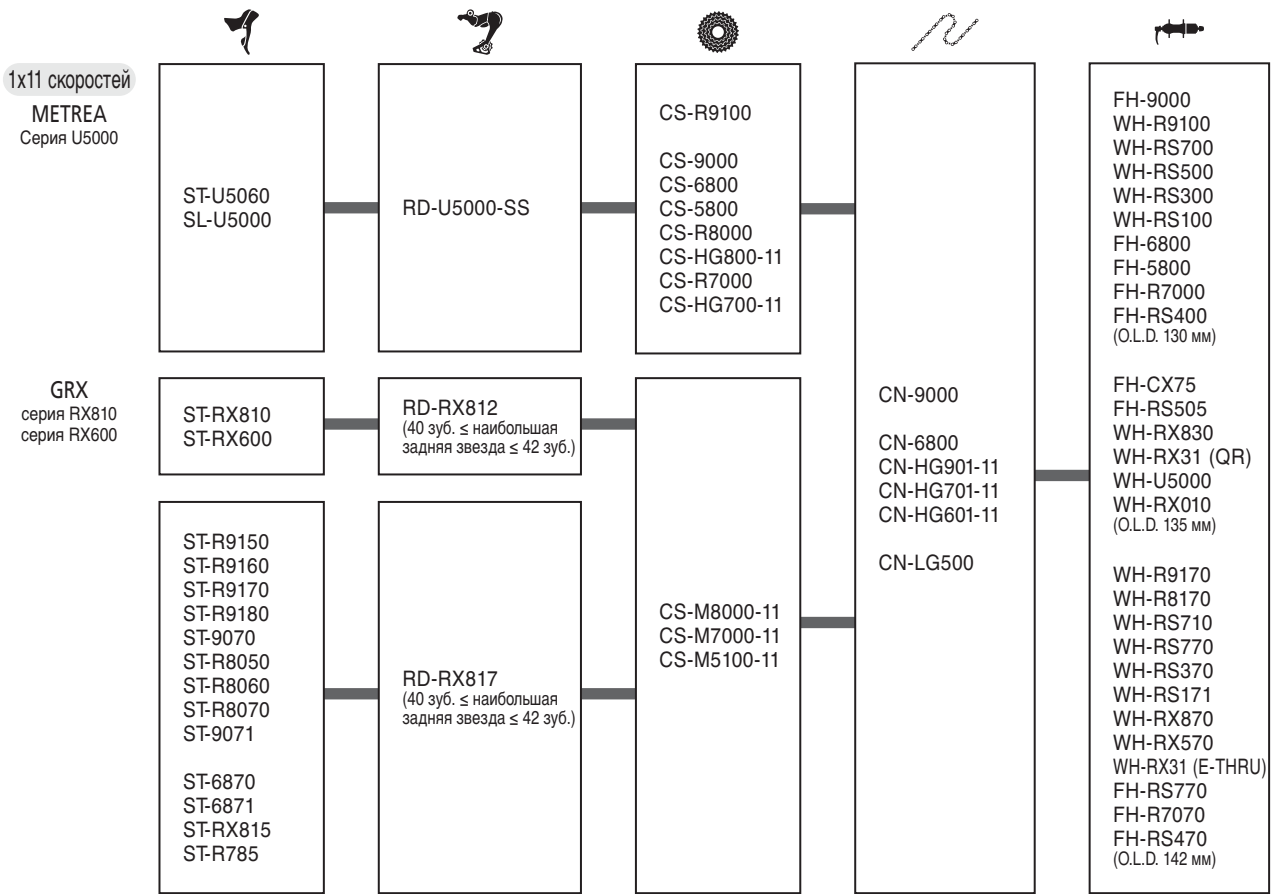 1x11 скоростей
METREA
Серия U5000
ST-U5060
SL-U5000
RD-U5000-SS
CS-R9100
CS-9000
CS-6800
CS-5800
CS-R8000
CS-HG800-11
CS-R7000
CS-HG700-11
GRX
серия RX810
серия RX600
ST-RX810
ST-RX600
RD-RX812
(40 зуб. ≤ наибольшая
задняя звезда ≤ 42 зуб.)
ST-R9150
ST-R9160
ST-R9170
ST-R9180
ST-9070
ST-R8050
ST-R8060
ST-R8070
ST-9071
ST-6870
ST-6871
ST-RX815
ST-R785
RD-RX817
(40 зуб. ≤ наибольшая
задняя звезда ≤ 42 зуб.)
CS-M8000-11
CS-M7000-11
CS-M5100-11
CN-9000
CN-6800
CN-HG901-11
CN-HG701-11
CN-HG601-11
CN-LG500
FH-9000
WH-R9100
WH-RS700
WH-RS500
WH-RS300
WH-RS100
FH-6800
FH-5800
FH-R7000
FH-RS400
(O.L.D. 130 мм)
FH-CX75
FH-RS505
WH-RX830
WH-RX31 (QR)
WH-U5000
WH-RX010
(O.L.D. 135 мм)
WH-R9170
WH-R8170
WH-RS710
WH-RS770
WH-RS370
WH-RS171
WH-RX870
WH-RX570
WH-RX31 (E-THRU)
FH-RS770
FH-R7070
FH-RS470
(O.L.D. 142 мм)